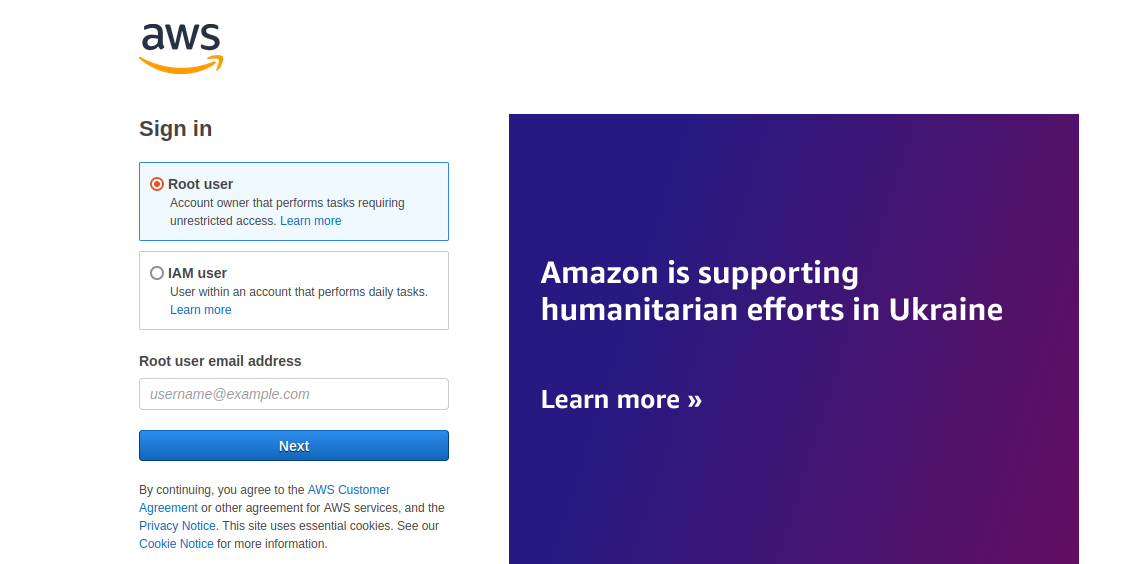 aws
Sign in
Root user
Account owner that performs tasks requiring
unrestricted access. Learn more
IAM user
User within an account that performs daily tasks.
Learn more
Root user email address
username@example.com
Next
By continuing, you agree to the AWS Customer
Agreement or other agreement for AWS services, and the
Privacy Notice. This site uses essential cookies. See our
Cookie Notice for more information.
Amazon is supporting
humanitarian efforts in Ukraine
Learn more »